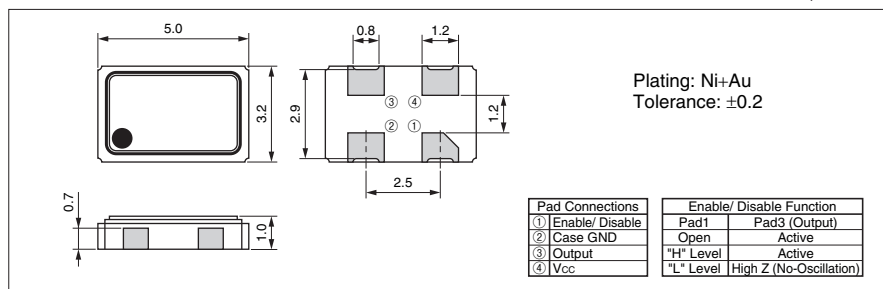 5.0
3.2
0.7
1.0
0.8
1.2
2.9
③ ④
② ①
1.2
2.5
Plating: Ni+Au
Tolerance: ±0.2
Pad Connections
① Enable/ Disable
② Case GND
③ Output
④ Vcc
Enable/ Disable Function
Pad1 Pad3 (Output)
Open Active
"H" Level Active
"L" Level High Z (No-Oscillation)